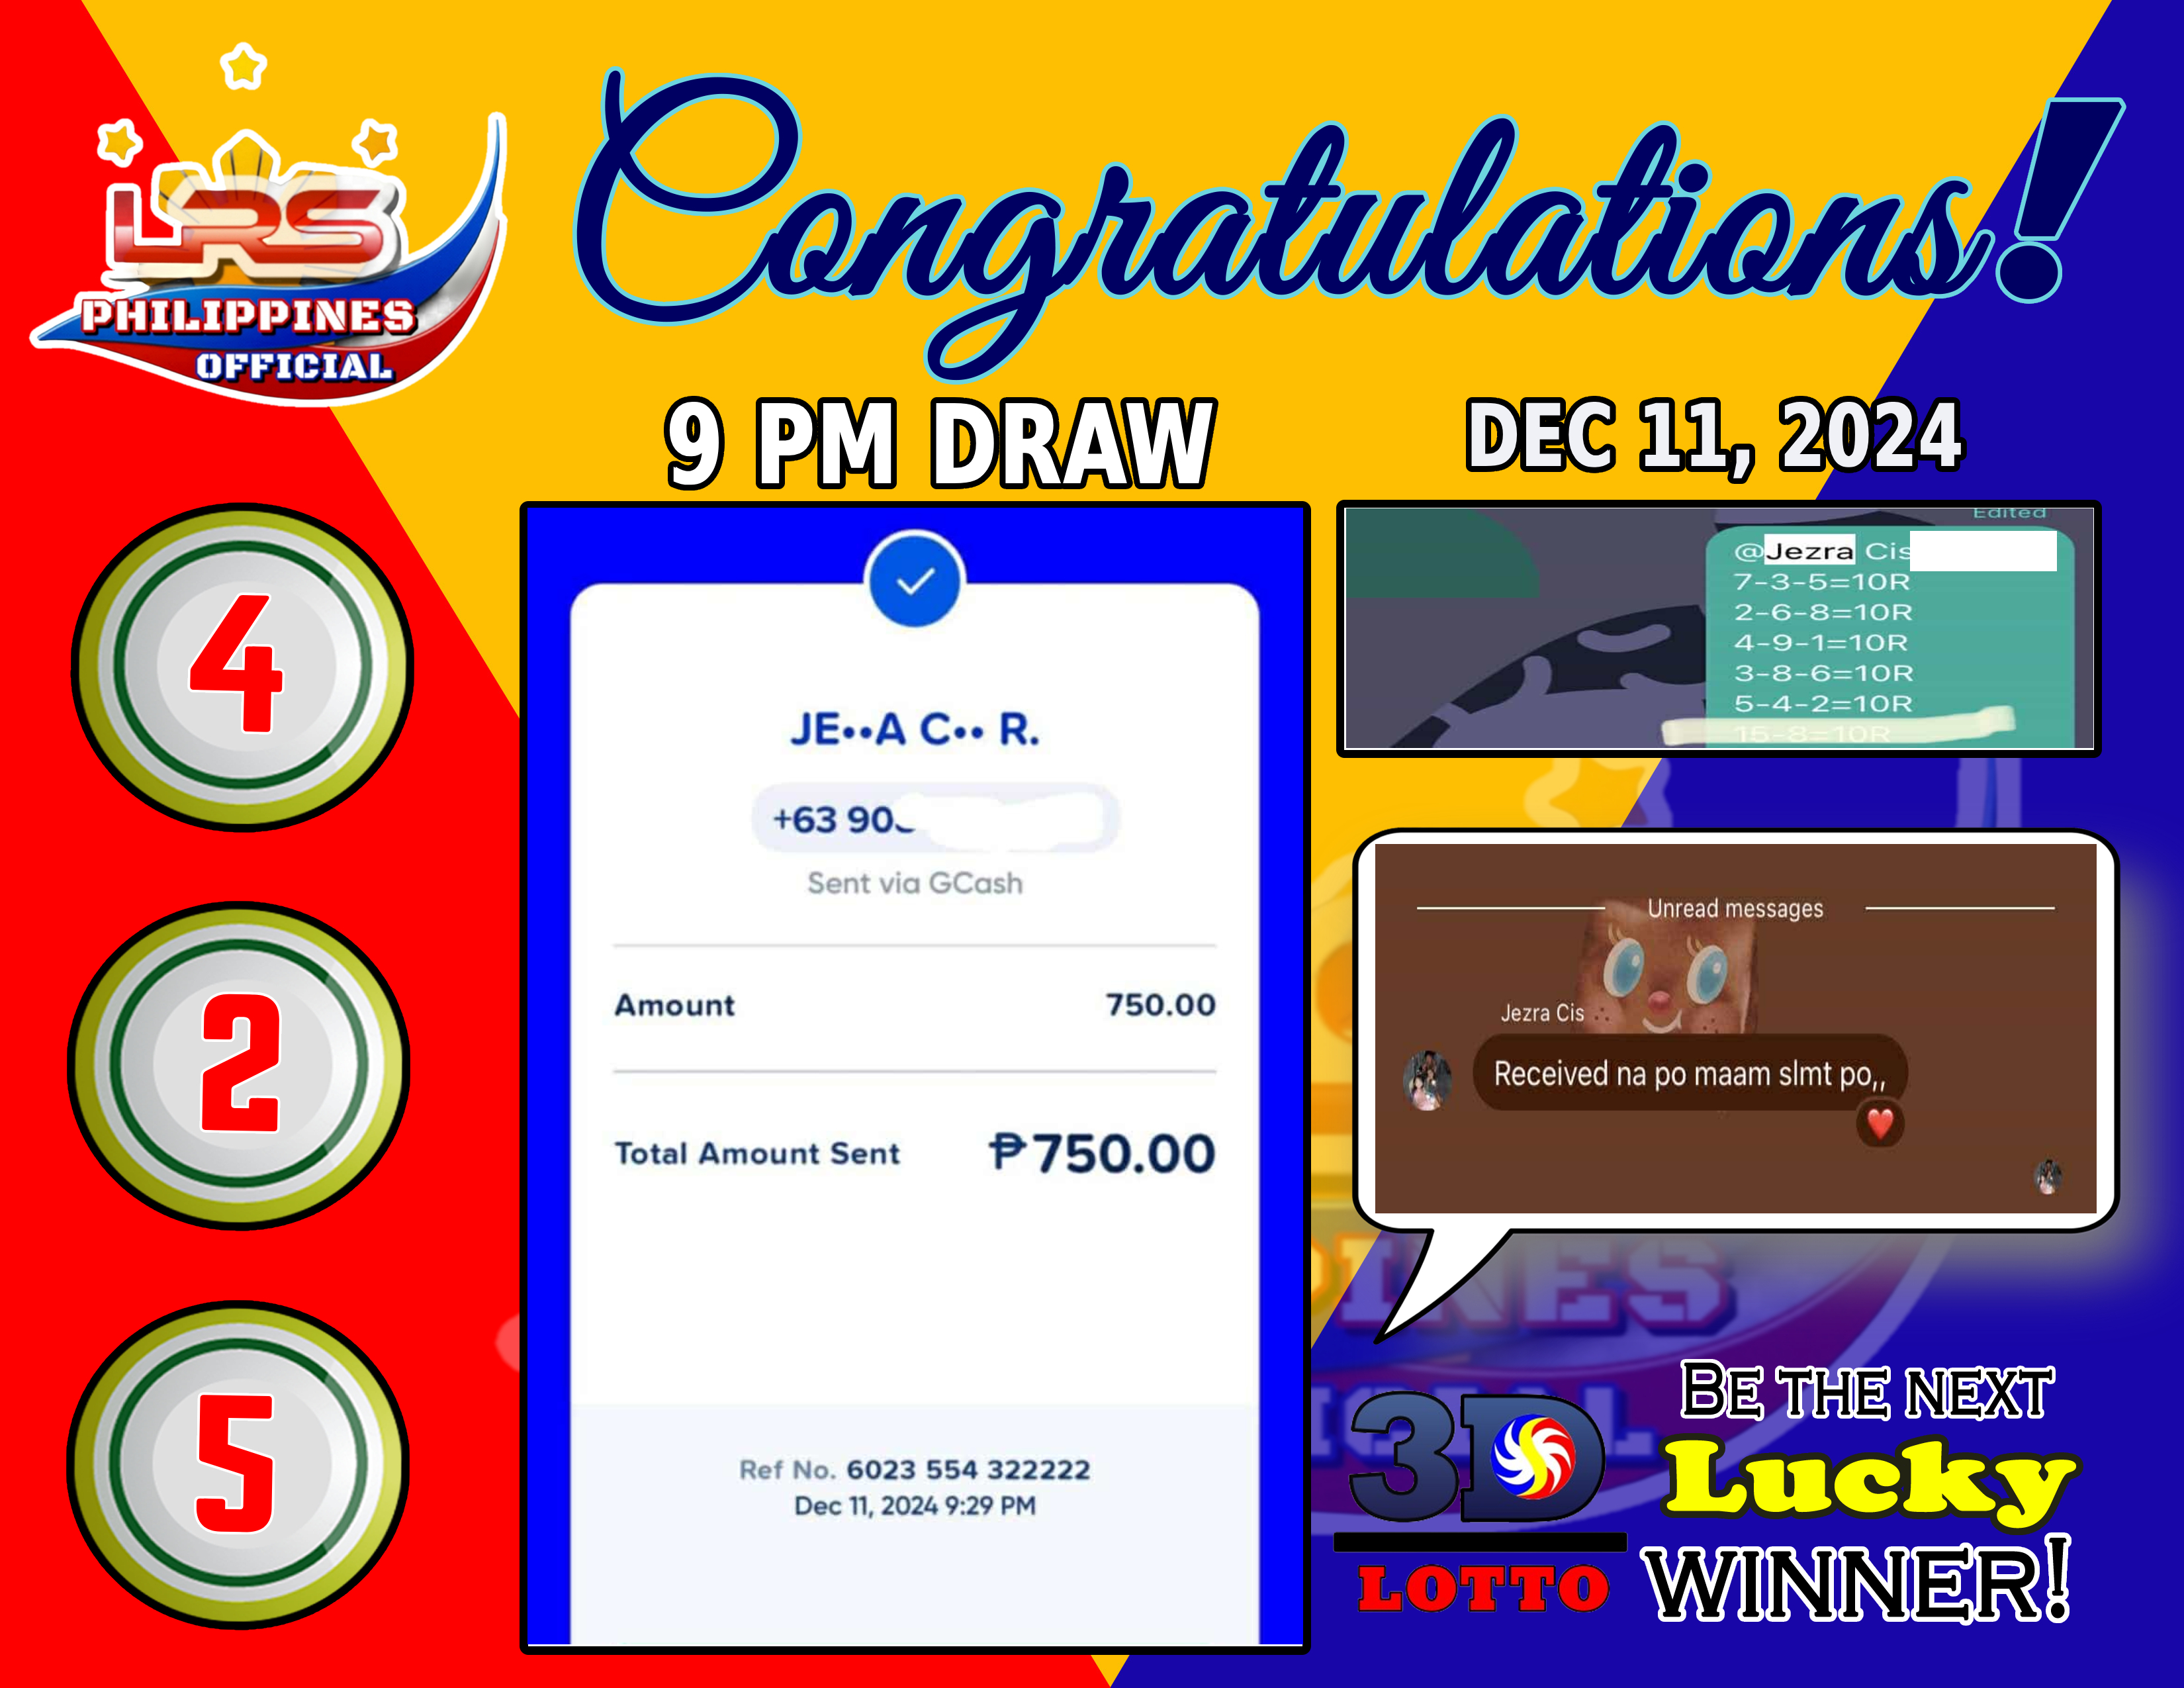 LRS
PHILIPPINES
OFFICIAL
Congratulations!
9 PM DRAW
DEC 11, 2024
4
2
5
JE••A C•• R.
+63 90
Sent via GCash
Amount 750.00
Total Amount Sent ₱750.00
Ref No. 6023 554 322222
Dec 11, 2024 9:29 PM
Edited
@Jezra Cis
7-3-5=10R
2-6-8=10R
4-9-1=10R
3-8-6=10R
5-4-2=10R
15-8=10R
Unread messages
Jezra Cis
Received na po maam slmt po,,
3D
LOTTO
BE THE NEXT
Lucky
WINNER!